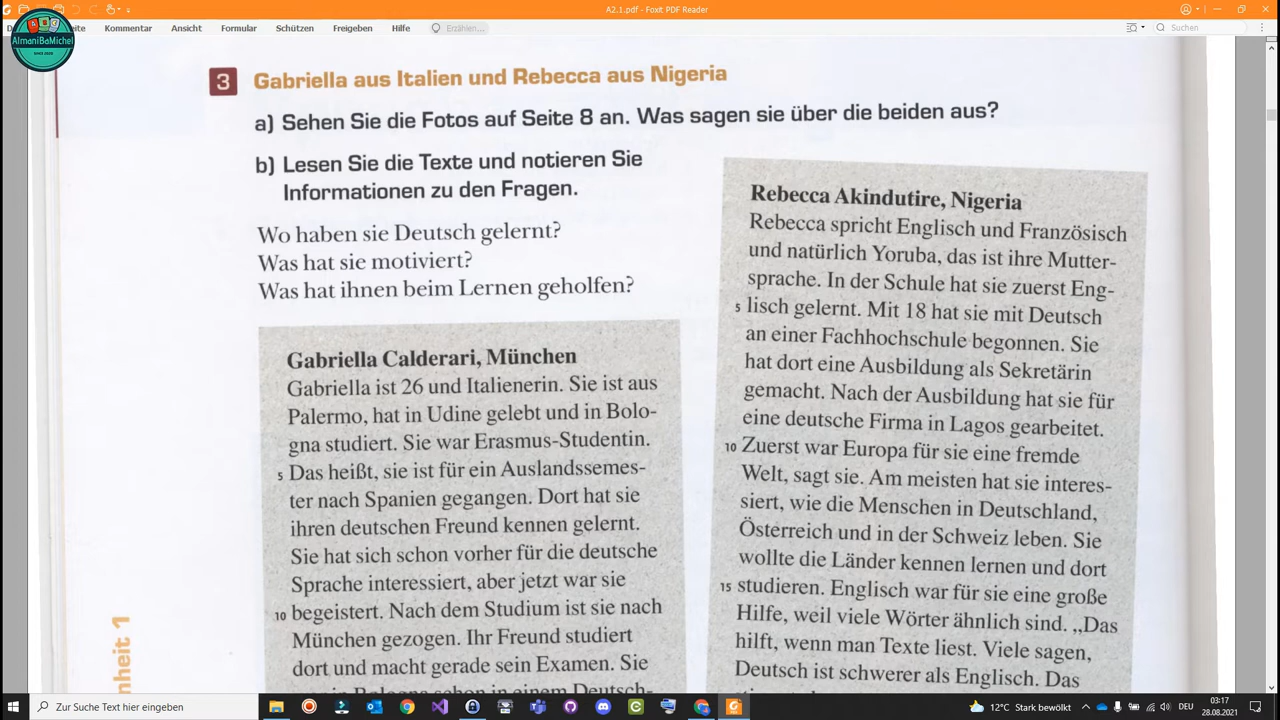 A2.1.pdf - Foxit PDF Reader
Kommentar Ansicht Formular Schützen Freigeben Hilfe Erzählen... Suchen
ABC
AlmaniBaMichel
SINCE 2020
3 Gabriella aus Italien und Rebecca aus Nigeria
a) Sehen Sie die Fotos auf Seite 8 an. Was sagen sie über die beiden aus?
b) Lesen Sie die Texte und notieren Sie
Informationen zu den Fragen.
Wo haben sie Deutsch gelernt?
Was hat sie motiviert?
Was hat ihnen beim Lernen geholfen?
Gabriella Calderari, München
Gabriella ist 26 und Italienerin. Sie ist aus
Palermo, hat in Udine gelebt und in Bolo-
gna studiert. Sie war Erasmus-Studentin.
5 Das heißt, sie ist für ein Auslandssemes-
ter nach Spanien gegangen. Dort hat sie
ihren deutschen Freund kennen gelernt.
Sie hat sich schon vorher für die deutsche
Sprache interessiert, aber jetzt war sie
10 begeistert. Nach dem Studium ist sie nach
München gezogen. Ihr Freund studiert
dort und macht gerade sein Examen. Sie
in Bologna schon in einem Deutsch-
Rebecca Akindutire, Nigeria
Rebecca spricht Englisch und Französisch
und natürlich Yoruba, das ist ihre Mutter-
sprache. In der Schule hat sie zuerst Eng-
5 lisch gelernt. Mit 18 hat sie mit Deutsch
an einer Fachhochschule begonnen. Sie
hat dort eine Ausbildung als Sekretärin
gemacht. Nach der Ausbildung hat sie für
eine deutsche Firma in Lagos gearbeitet.
10 Zuerst war Europa für sie eine fremde
Welt, sagt sie. Am meisten hat sie interes-
siert, wie die Menschen in Deutschland,
Österreich und in der Schweiz leben. Sie
wollte die Länder kennen lernen und dort
15 studieren. Englisch war für sie eine große
Hilfe, weil viele Wörter ähnlich sind. „Das
hilft, wenn man Texte liest. Viele sagen,
Deutsch ist schwerer als Englisch. Das
nheit 1
Zur Suche Text hier eingeben
12°C Stark bewölkt
DEU
03:17
28.08.2021